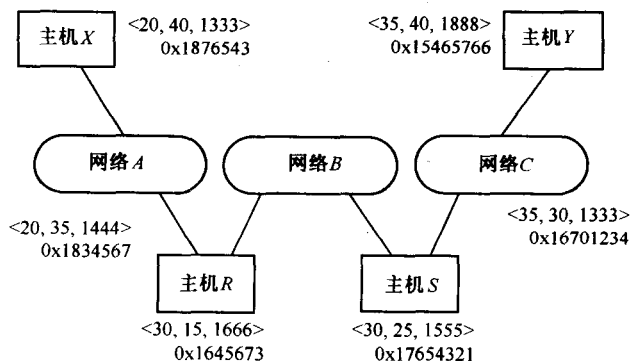 主机X
<20, 40, 1333>
0x1876543
<35, 40, 1888>
0x15465766
主机Y
网络A
网络B
网络C
<20, 35, 1444>
0x1834567
<35, 30, 1333>
0x16701234
主机R
主机S
<30, 15, 1666>
0x1645673
<30, 25, 1555>
0x17654321